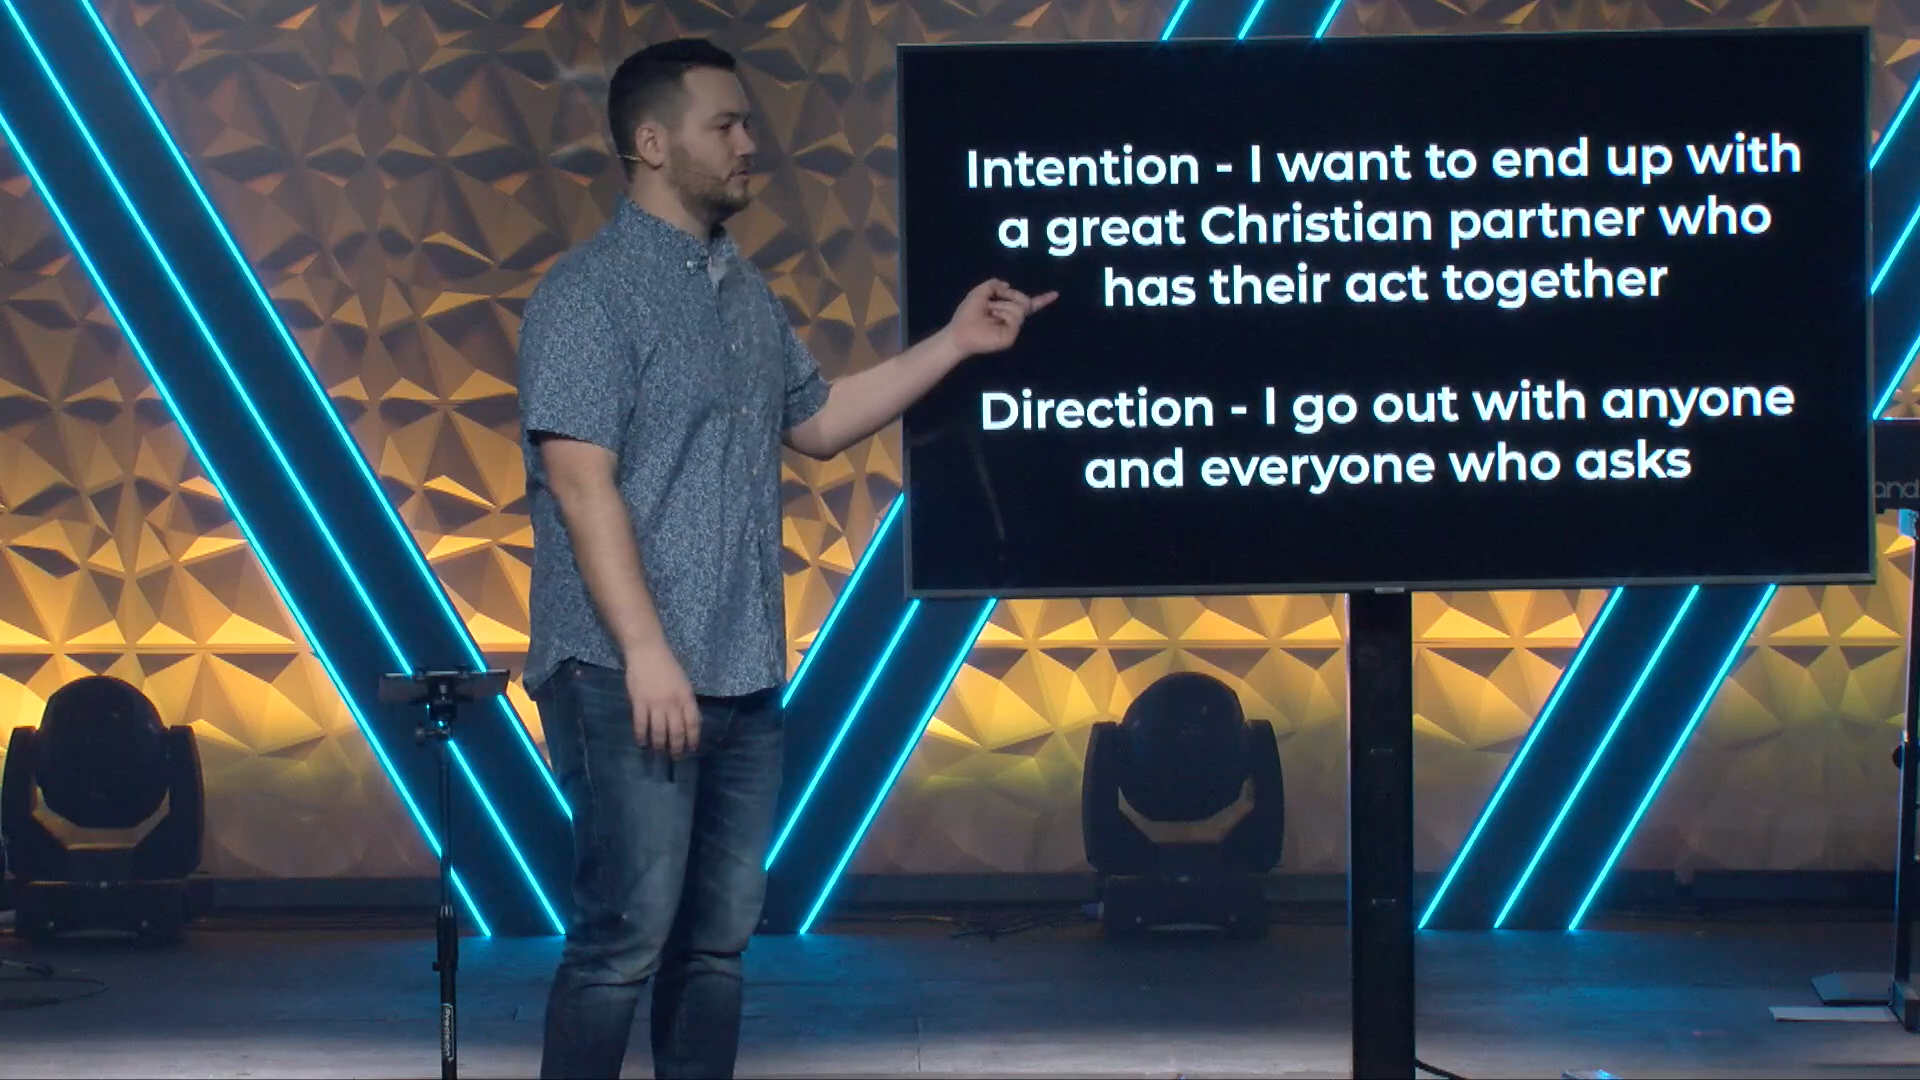 Intention - I want to end up with
a great Christian partner who
has their act together
Direction - I go out with anyone
and everyone who asks